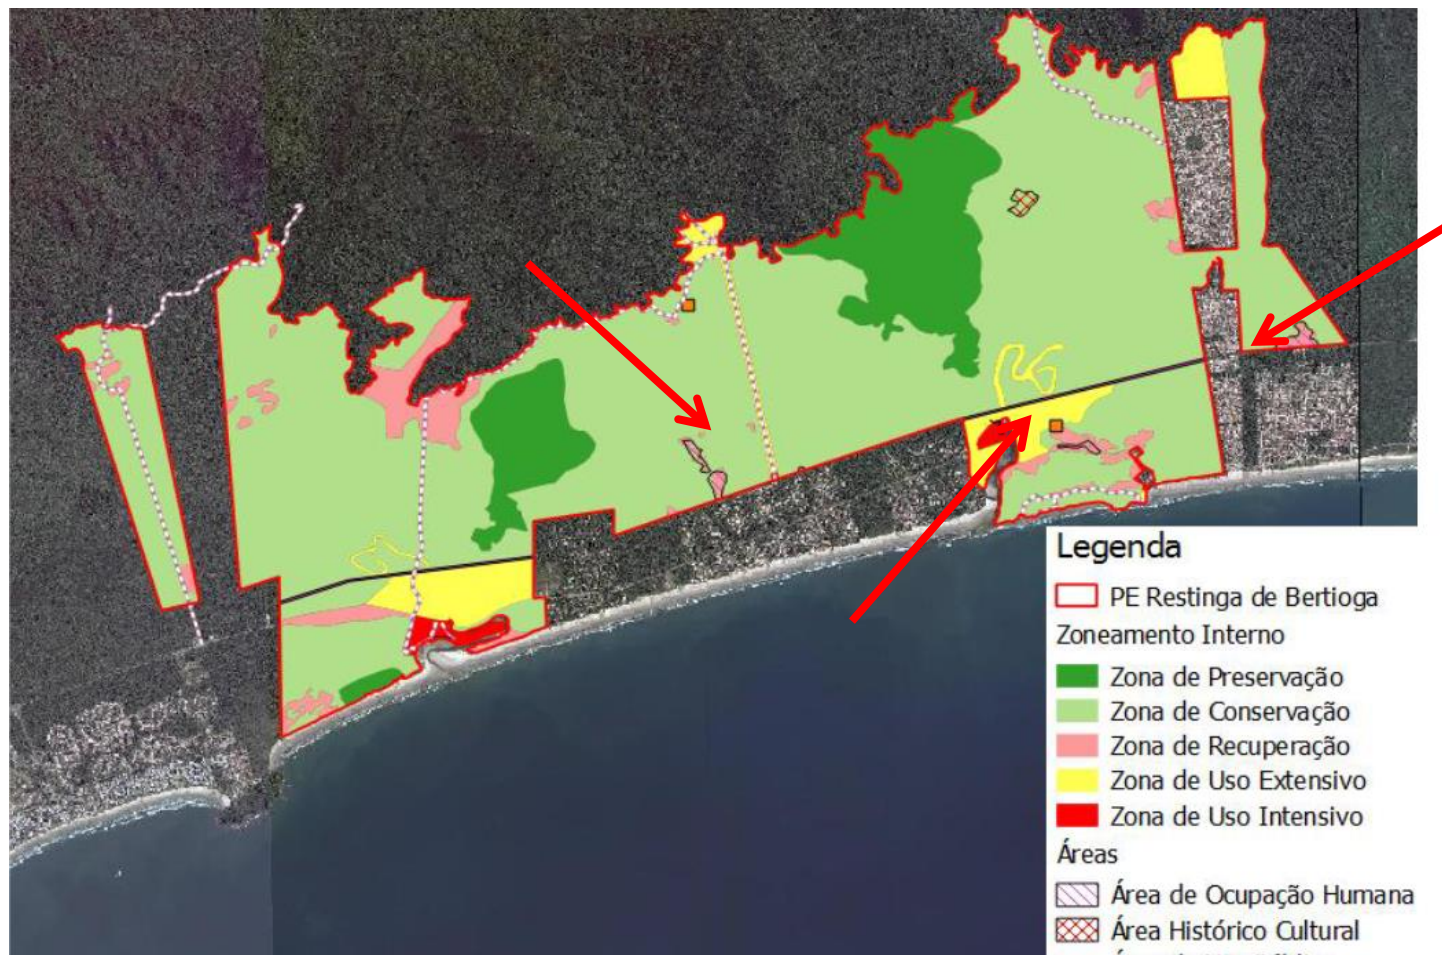 Legenda
PE Restinga de Bertioga
Zoneamento Interno
Zona de Preservação
Zona de Conservação
Zona de Recuperação
Zona de Uso Extensivo
Zona de Uso Intensivo
Áreas
Área de Ocupação Humana
Área Histórico Cultural